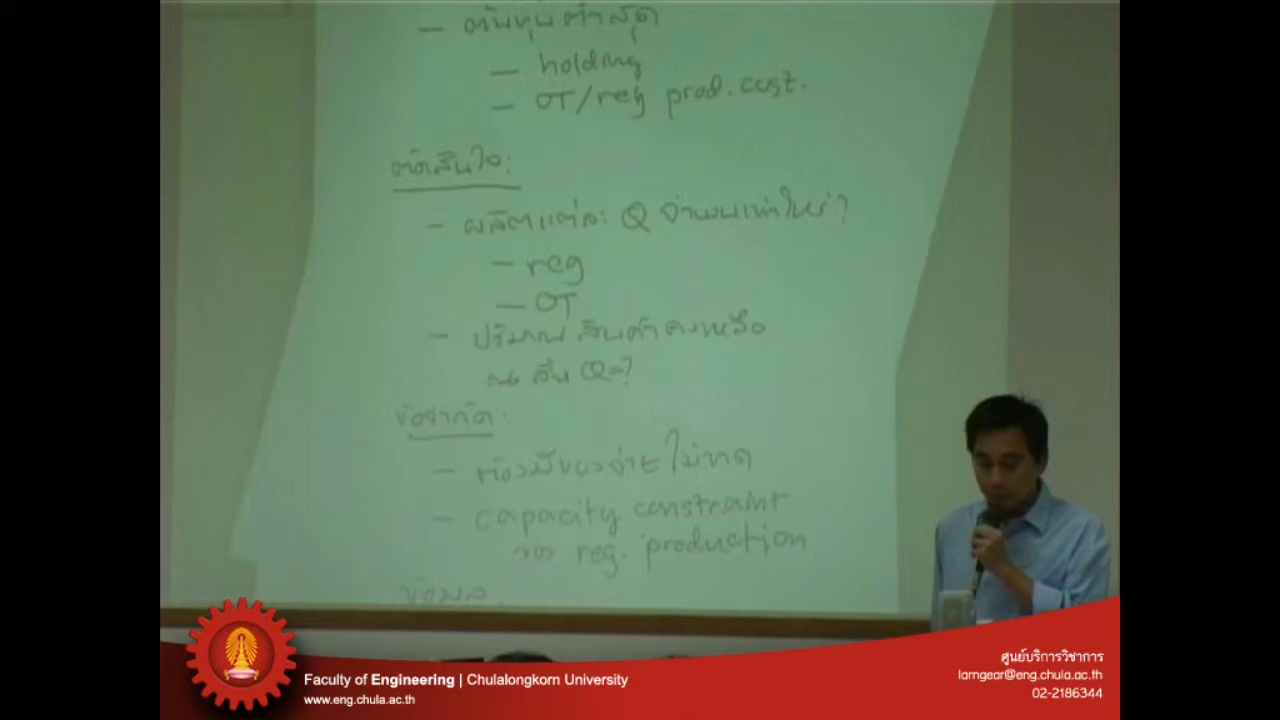 — ต้นทุนต่ำสุด
— holding
— OT/reg prod. cost.
ตัดสินใจ:
- ผลิตแต่ละ Q จำนวนเท่าไหร่?
- reg
- OT
- ปริมาณสินค้าคงเหลือ
ณ สิ้น Q=?
ข้อจำกัด.
- ต้องมีของจ่ายไม่ขาด
- capacity constraint
reg. production
ข้อมูล
Faculty of Engineering | Chulalongkorn University
www.eng.chula.ac.th
ศูนย์บริการวิชาการ
larngear@eng.chula.ac.th
02-2186344